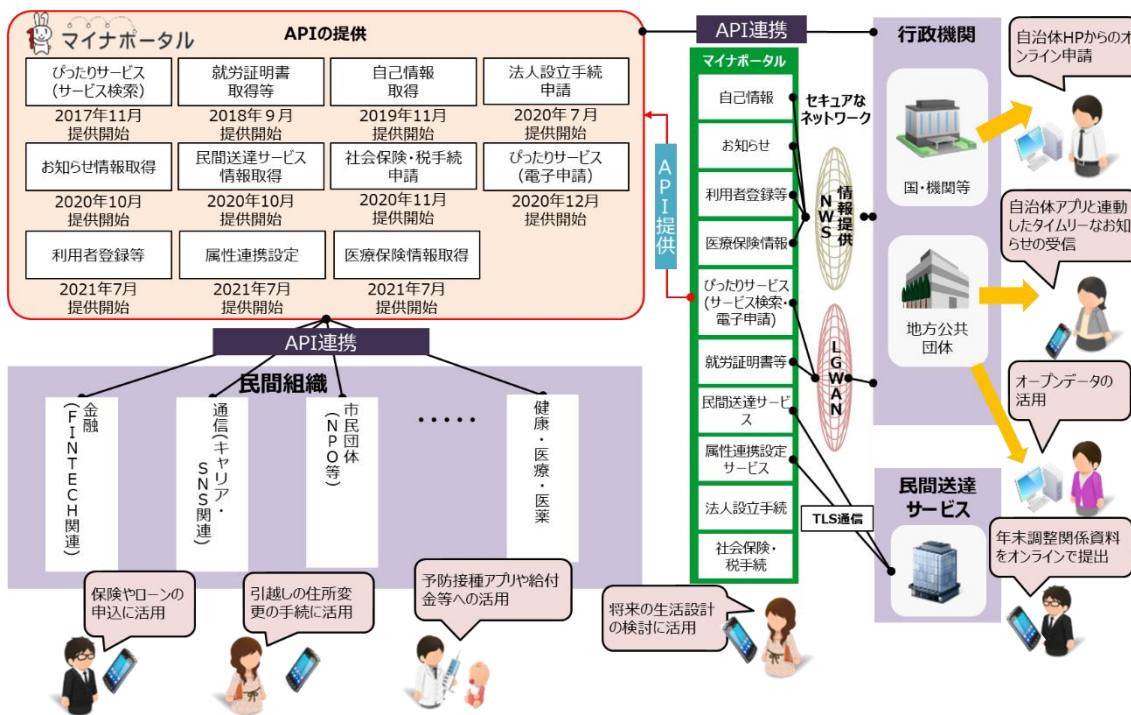 マイナポータル
APIの提供
ぴったりサービス
(サービス検索)
2017年11月
提供開始
就労証明書
取得等
2018年９月
提供開始
自己情報
取得
2019年11月
提供開始
法人設立手続
申請
2020年７月
提供開始
お知らせ情報取得
2020年10月
提供開始
民間送達サービス
情報取得
2020年10月
提供開始
社会保険・税手続
申請
2020年11月
提供開始
ぴったりサービス
(電子申請)
2020年12月
提供開始
利用者登録等
2021年7月
提供開始
属性連携設定
2021年7月
提供開始
医療保険情報取得
2021年7月
提供開始
API連携
民間組織
金融
(FINTECH関連)
通信(キャリア・
SNS関連)
市民団体
(NPO等)
・・・・・
健康・医療・医薬
保険やローンの
申込に活用
引越しの住所変
更の手続に活用
予防接種アプリや給付
金等への活用
API提供
API連携
マイナポータル
自己情報
お知らせ
利用者登録等
医療保険情報
ぴったりサービス
(サービス検索・
電子申請)
就労証明書等
民間送達サービ
ス
属性連携設定
サービス
法人設立手続
社会保険・
税手続
将来の生活設計
の検討に活用
セキュアな
ネットワーク
情報提供
NWS
LGWAN
TLS通信
行政機関
国・機関等
地方公共
団体
民間送達
サービス
自治体HPからのオ
ンライン申請
自治体アプリと連動
したタイムリーなお知
らせの受信
オープンデータの
活用
年末調整関係資料
をオンラインで提出